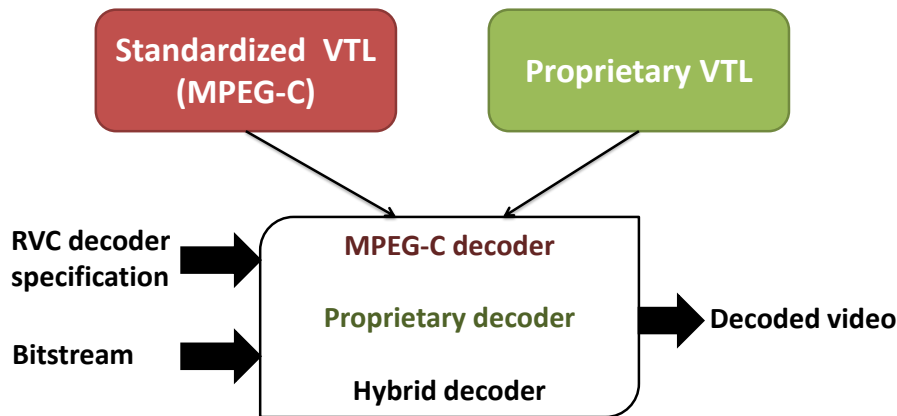 Standardized VTL
(MPEG-C)
Proprietary VTL
RVC decoder
specification
Bitstream
MPEG-C decoder
Proprietary decoder
Hybrid decoder
Decoded video